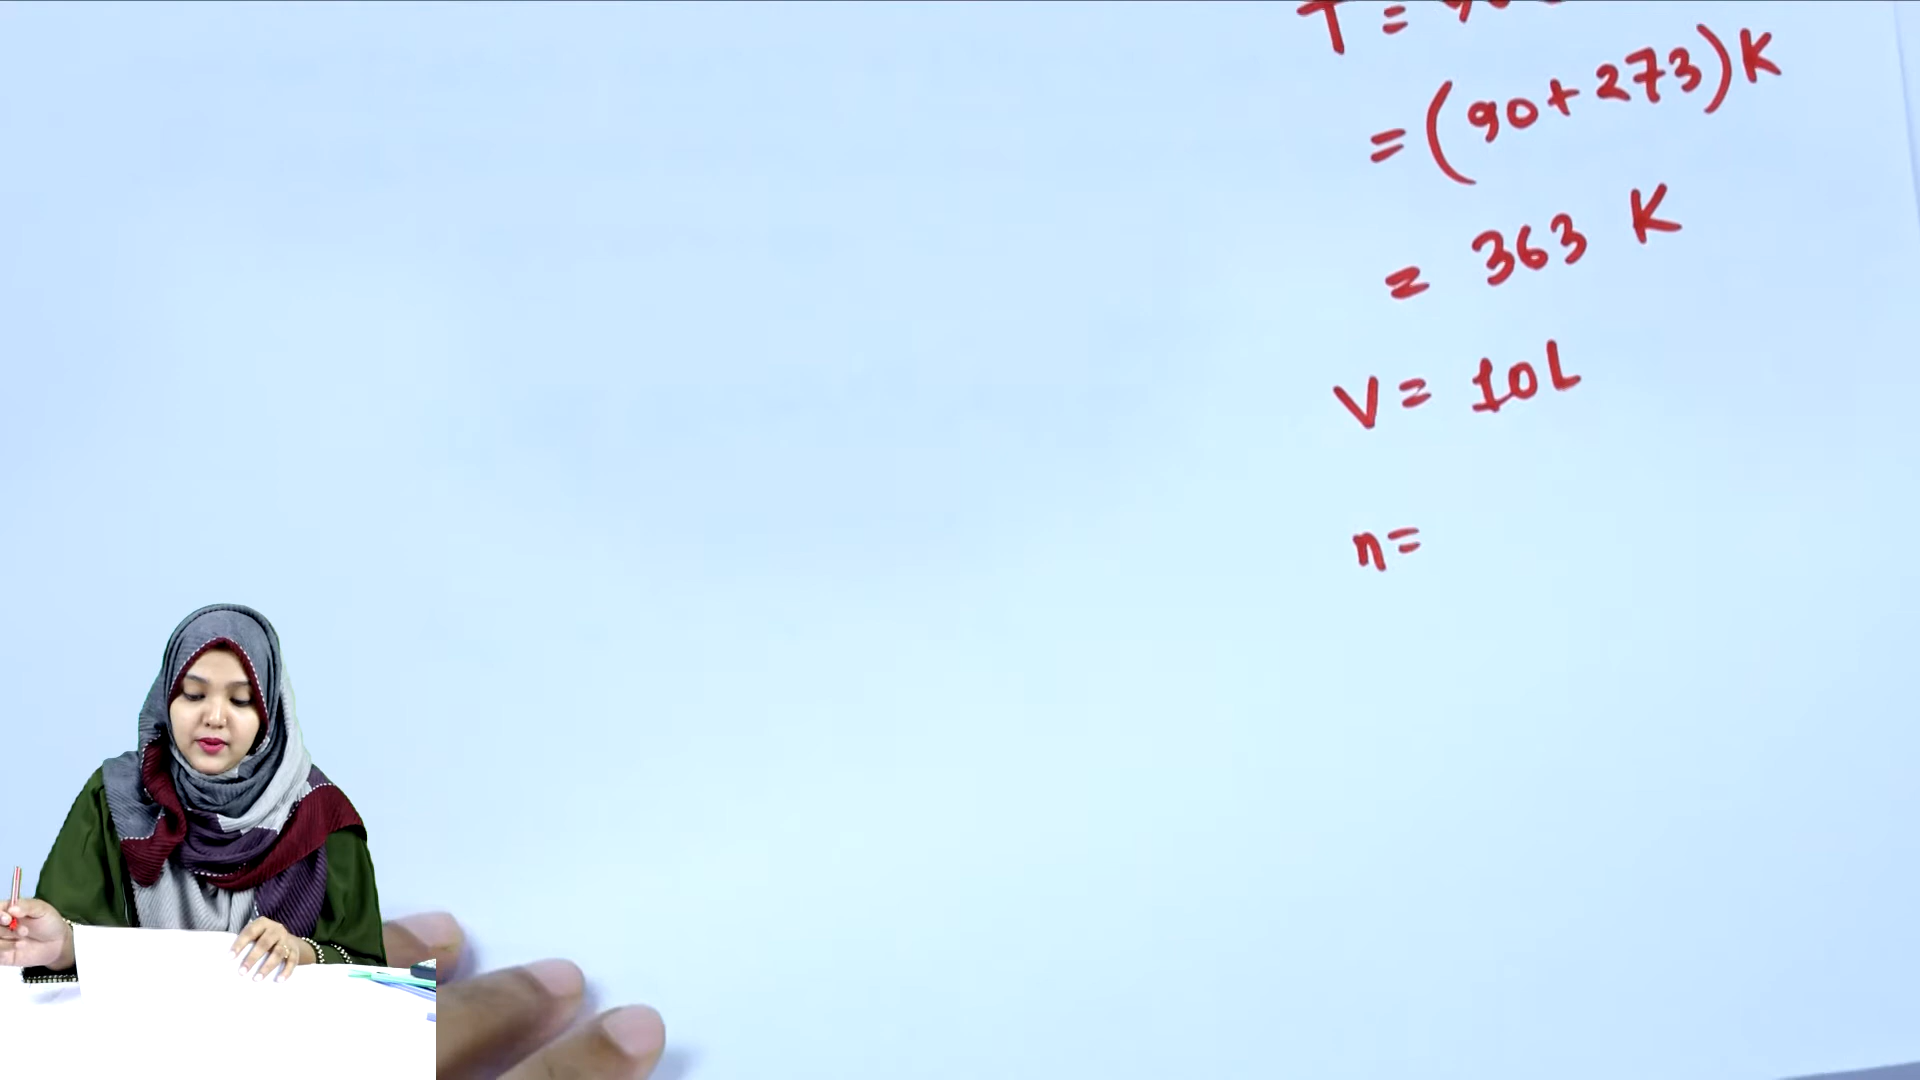 T =
= (90+273) K
= 363 K
V = 10L
n=